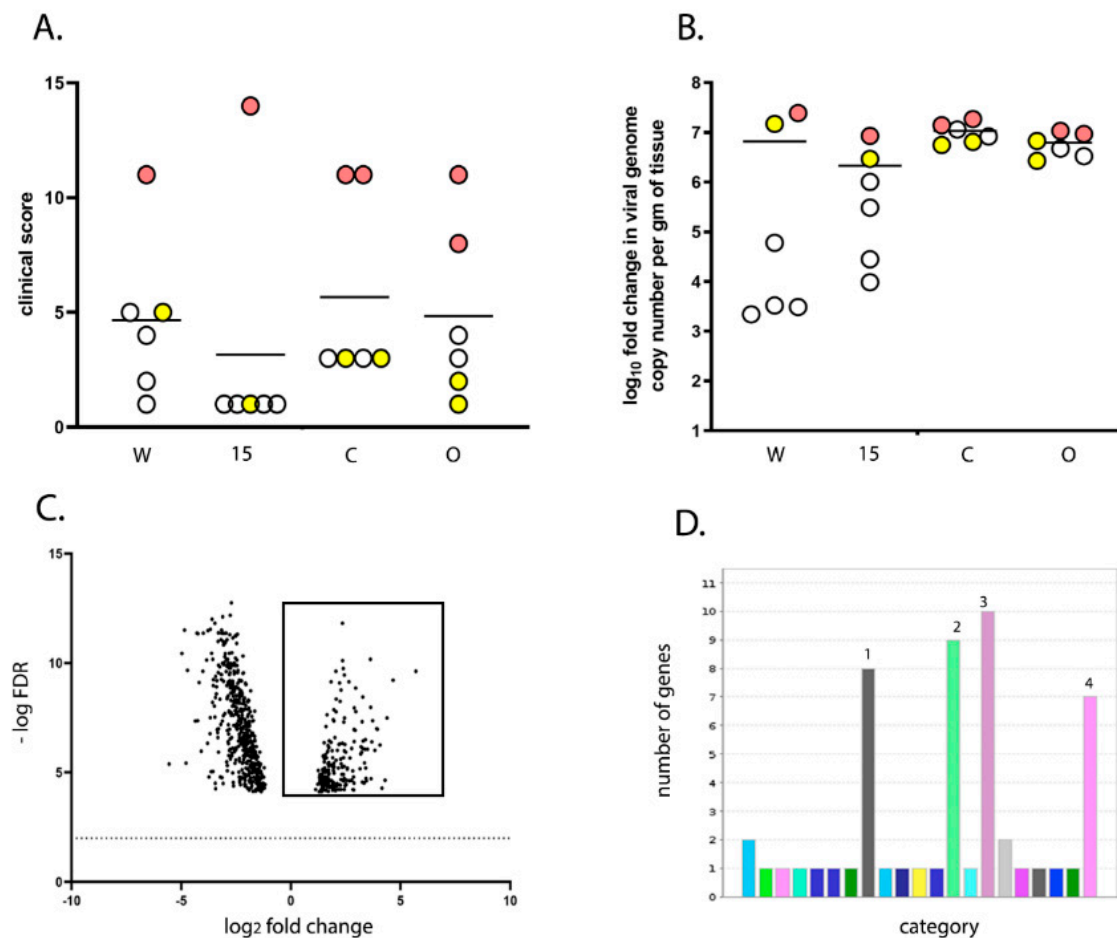 A.
15
10
5
0
clinical score
W 15 C O
B.
8
7
6
5
4
3
2
1
log10 fold change in viral genome
copy number per gm of tissue
W 15 C O
C.
15
10
5
0
- log FDR
-10 -5 0 5 10
log2 fold change
D.
11
10
9
8
7
6
5
4
3
2
1
0
number of genes
1 2 3 4
category